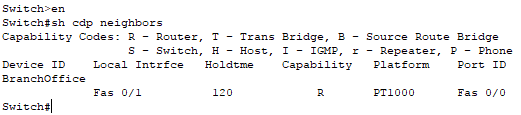 Switch>en
Switch#sh cdp neighbors
Capability Codes: R - Router, T - Trans Bridge, B - Source Route Bridge
                  S - Switch, H - Host, I - IGMP, r - Repeater, P - Phone
Device ID    Local Intrfce   Holdtme    Capability   Platform    Port ID
BranchOffice
             Fas 0/1          120            R       PT1000      Fas 0/0
Switch#